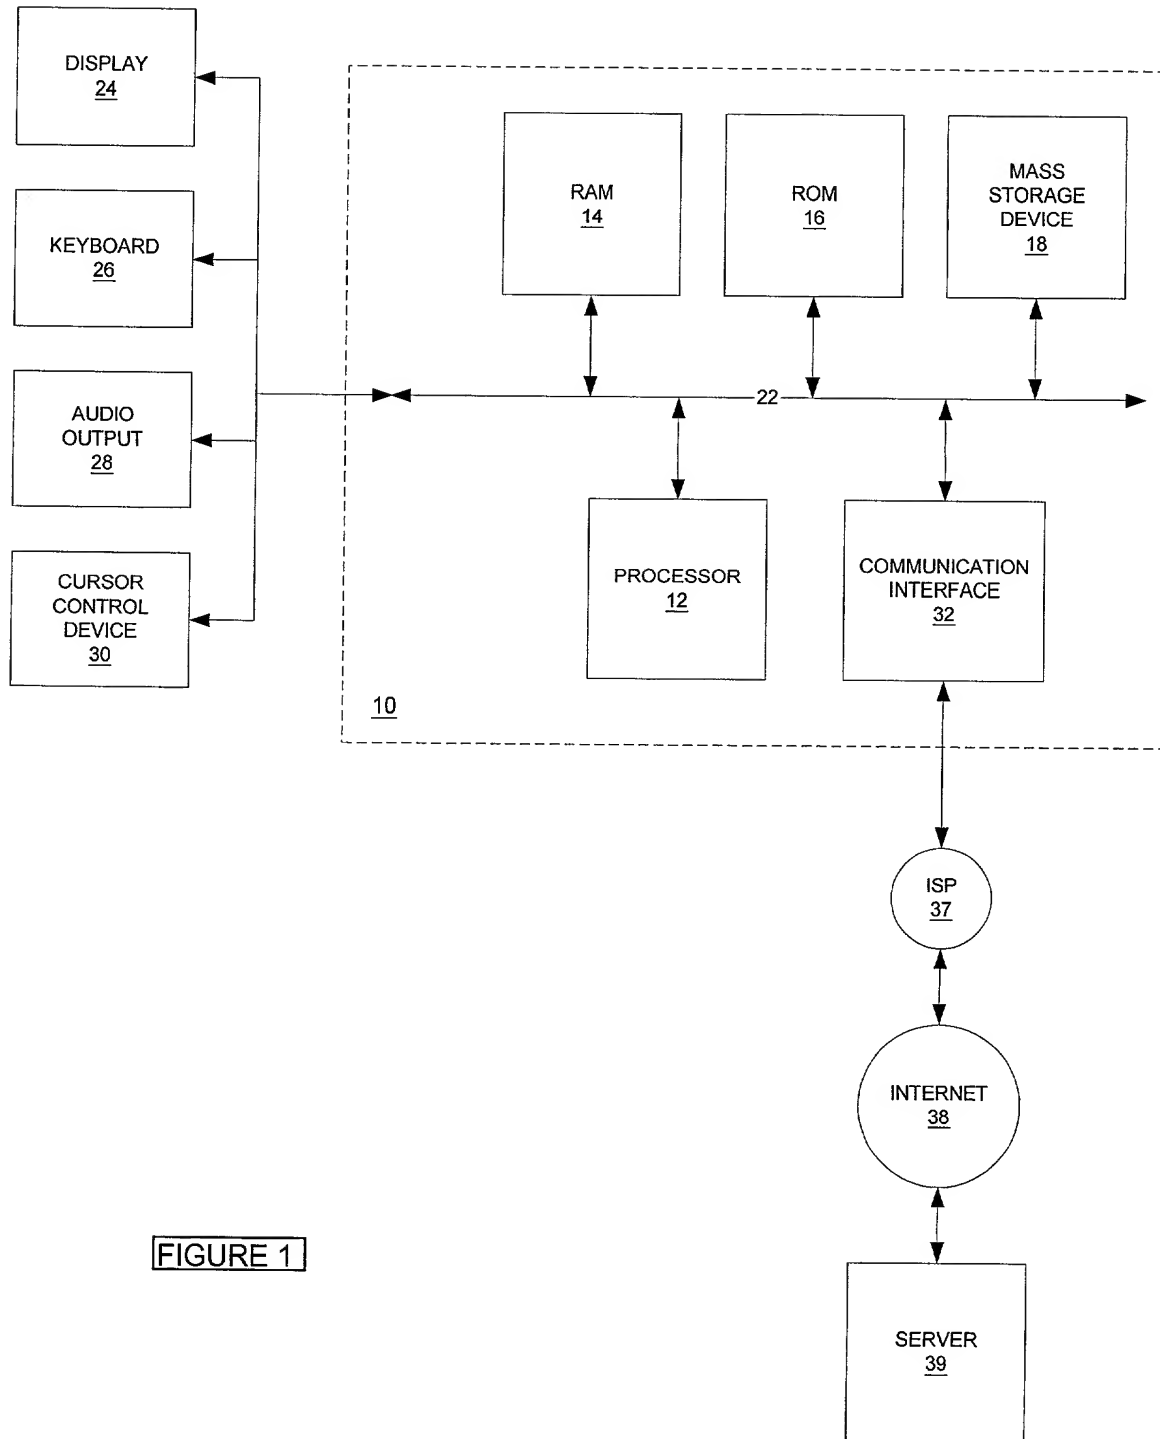 DISPLAY
24
KEYBOARD
26
AUDIO
OUTPUT
28
CURSOR
CONTROL
DEVICE
30
RAM
14
ROM
16
MASS
STORAGE
DEVICE
18
22
PROCESSOR
12
COMMUNICATION
INTERFACE
32
10
ISP
37
INTERNET
38
SERVER
39
FIGURE 1